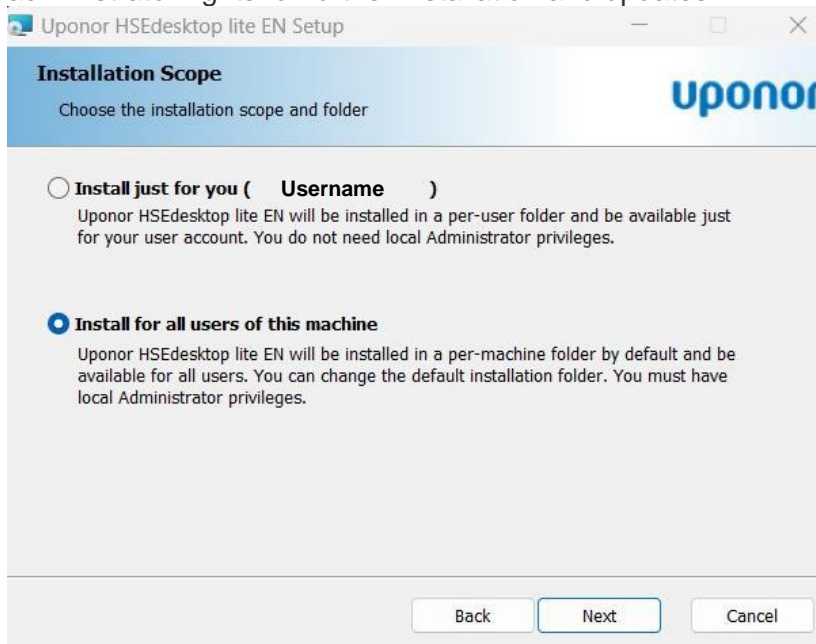 Uponor HSEdesktop lite EN Setup
Installation Scope
Choose the installation scope and folder
uponor
Install just for you ( Username )
Uponor HSEdesktop lite EN will be installed in a per-user folder and be available just
for your user account. You do not need local Administrator privileges.
Install for all users of this machine
Uponor HSEdesktop lite EN will be installed in a per-machine folder by default and be
available for all users. You can change the default installation folder. You must have
local Administrator privileges.
Back Next Cancel